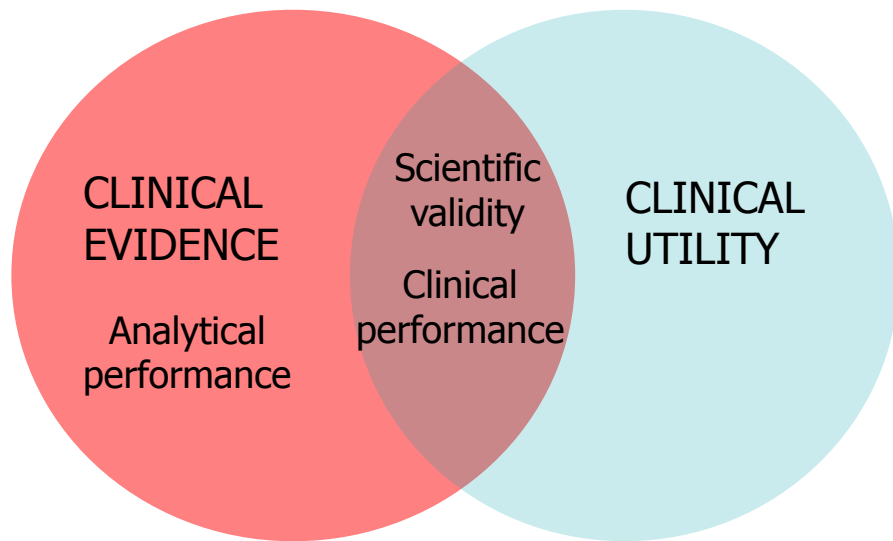 CLINICAL
EVIDENCE
Analytical
performance
Scientific
validity
Clinical
performance
CLINICAL
UTILITY